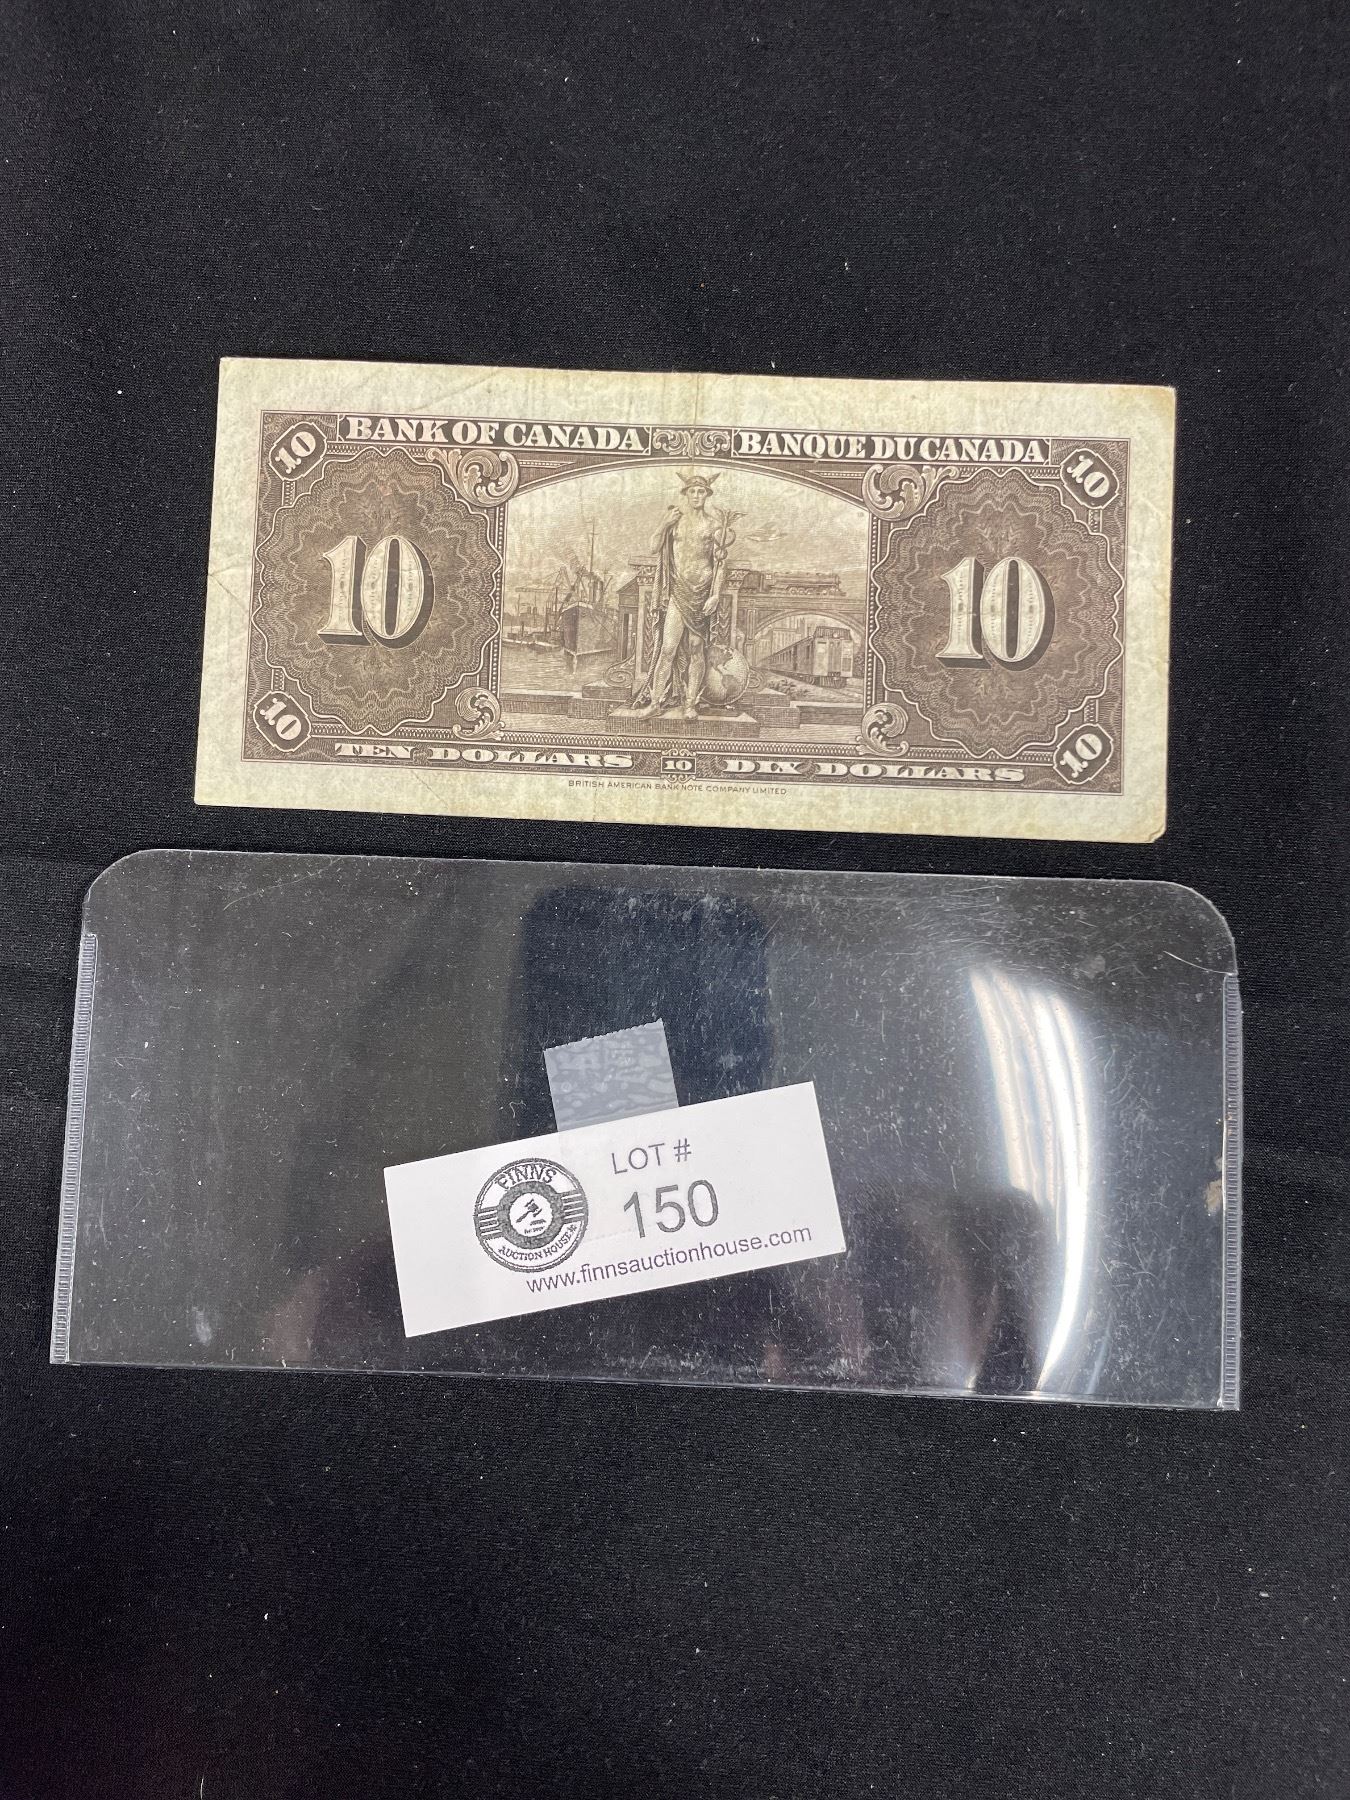 BANK OF CANADA BANQUE DU CANADA
10 10
10 10
10 10
TEN DOLLARS 10 DIX DOLLARS
BRITISH AMERICAN BANK NOTE COMPANY LIMITED
FINNS
AUCTION HOUSE
LOT #
150
www.finnsauctionhouse.com